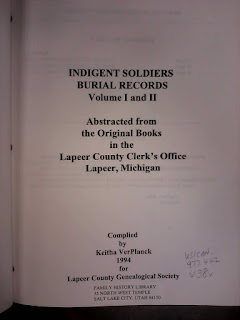 INDIGENT SOLDIERS
BURIAL RECORDS
Volume I and II
Abstracted from
the Original Books
in the
Lapeer County Clerk's Office
Lapeer, Michigan
Complied
by
Keitha VerPlanck
1994
for
Lapeer County Genealogical Society
FAMILY HISTORY LIBRARY
35 NORTH WEST TEMPLE
SALT LAKE CITY, UTAH 84150